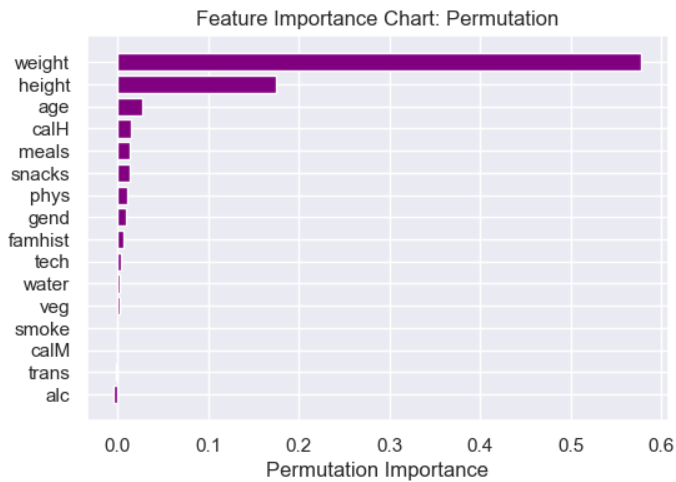 Feature Importance Chart: Permutation
weight
height
age
calH
meals
snacks
phys
gend
famhist
tech
water
veg
smoke
calM
trans
alc
0.0 0.1 0.2 0.3 0.4 0.5 0.6
Permutation Importance